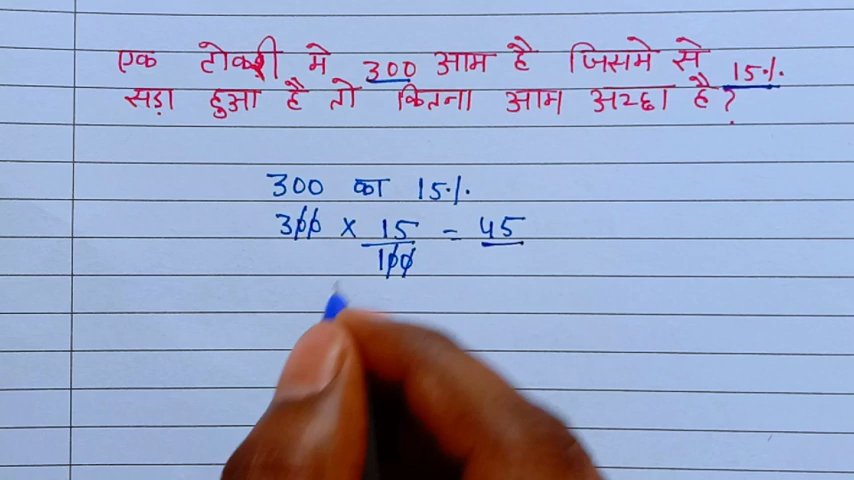 एक टोकरी मे 300 आम है जिसमे से 15%
सड़ा हुआ है तो कितना आम अच्छा है?
300 का 15%
300 × 15/100 = 45